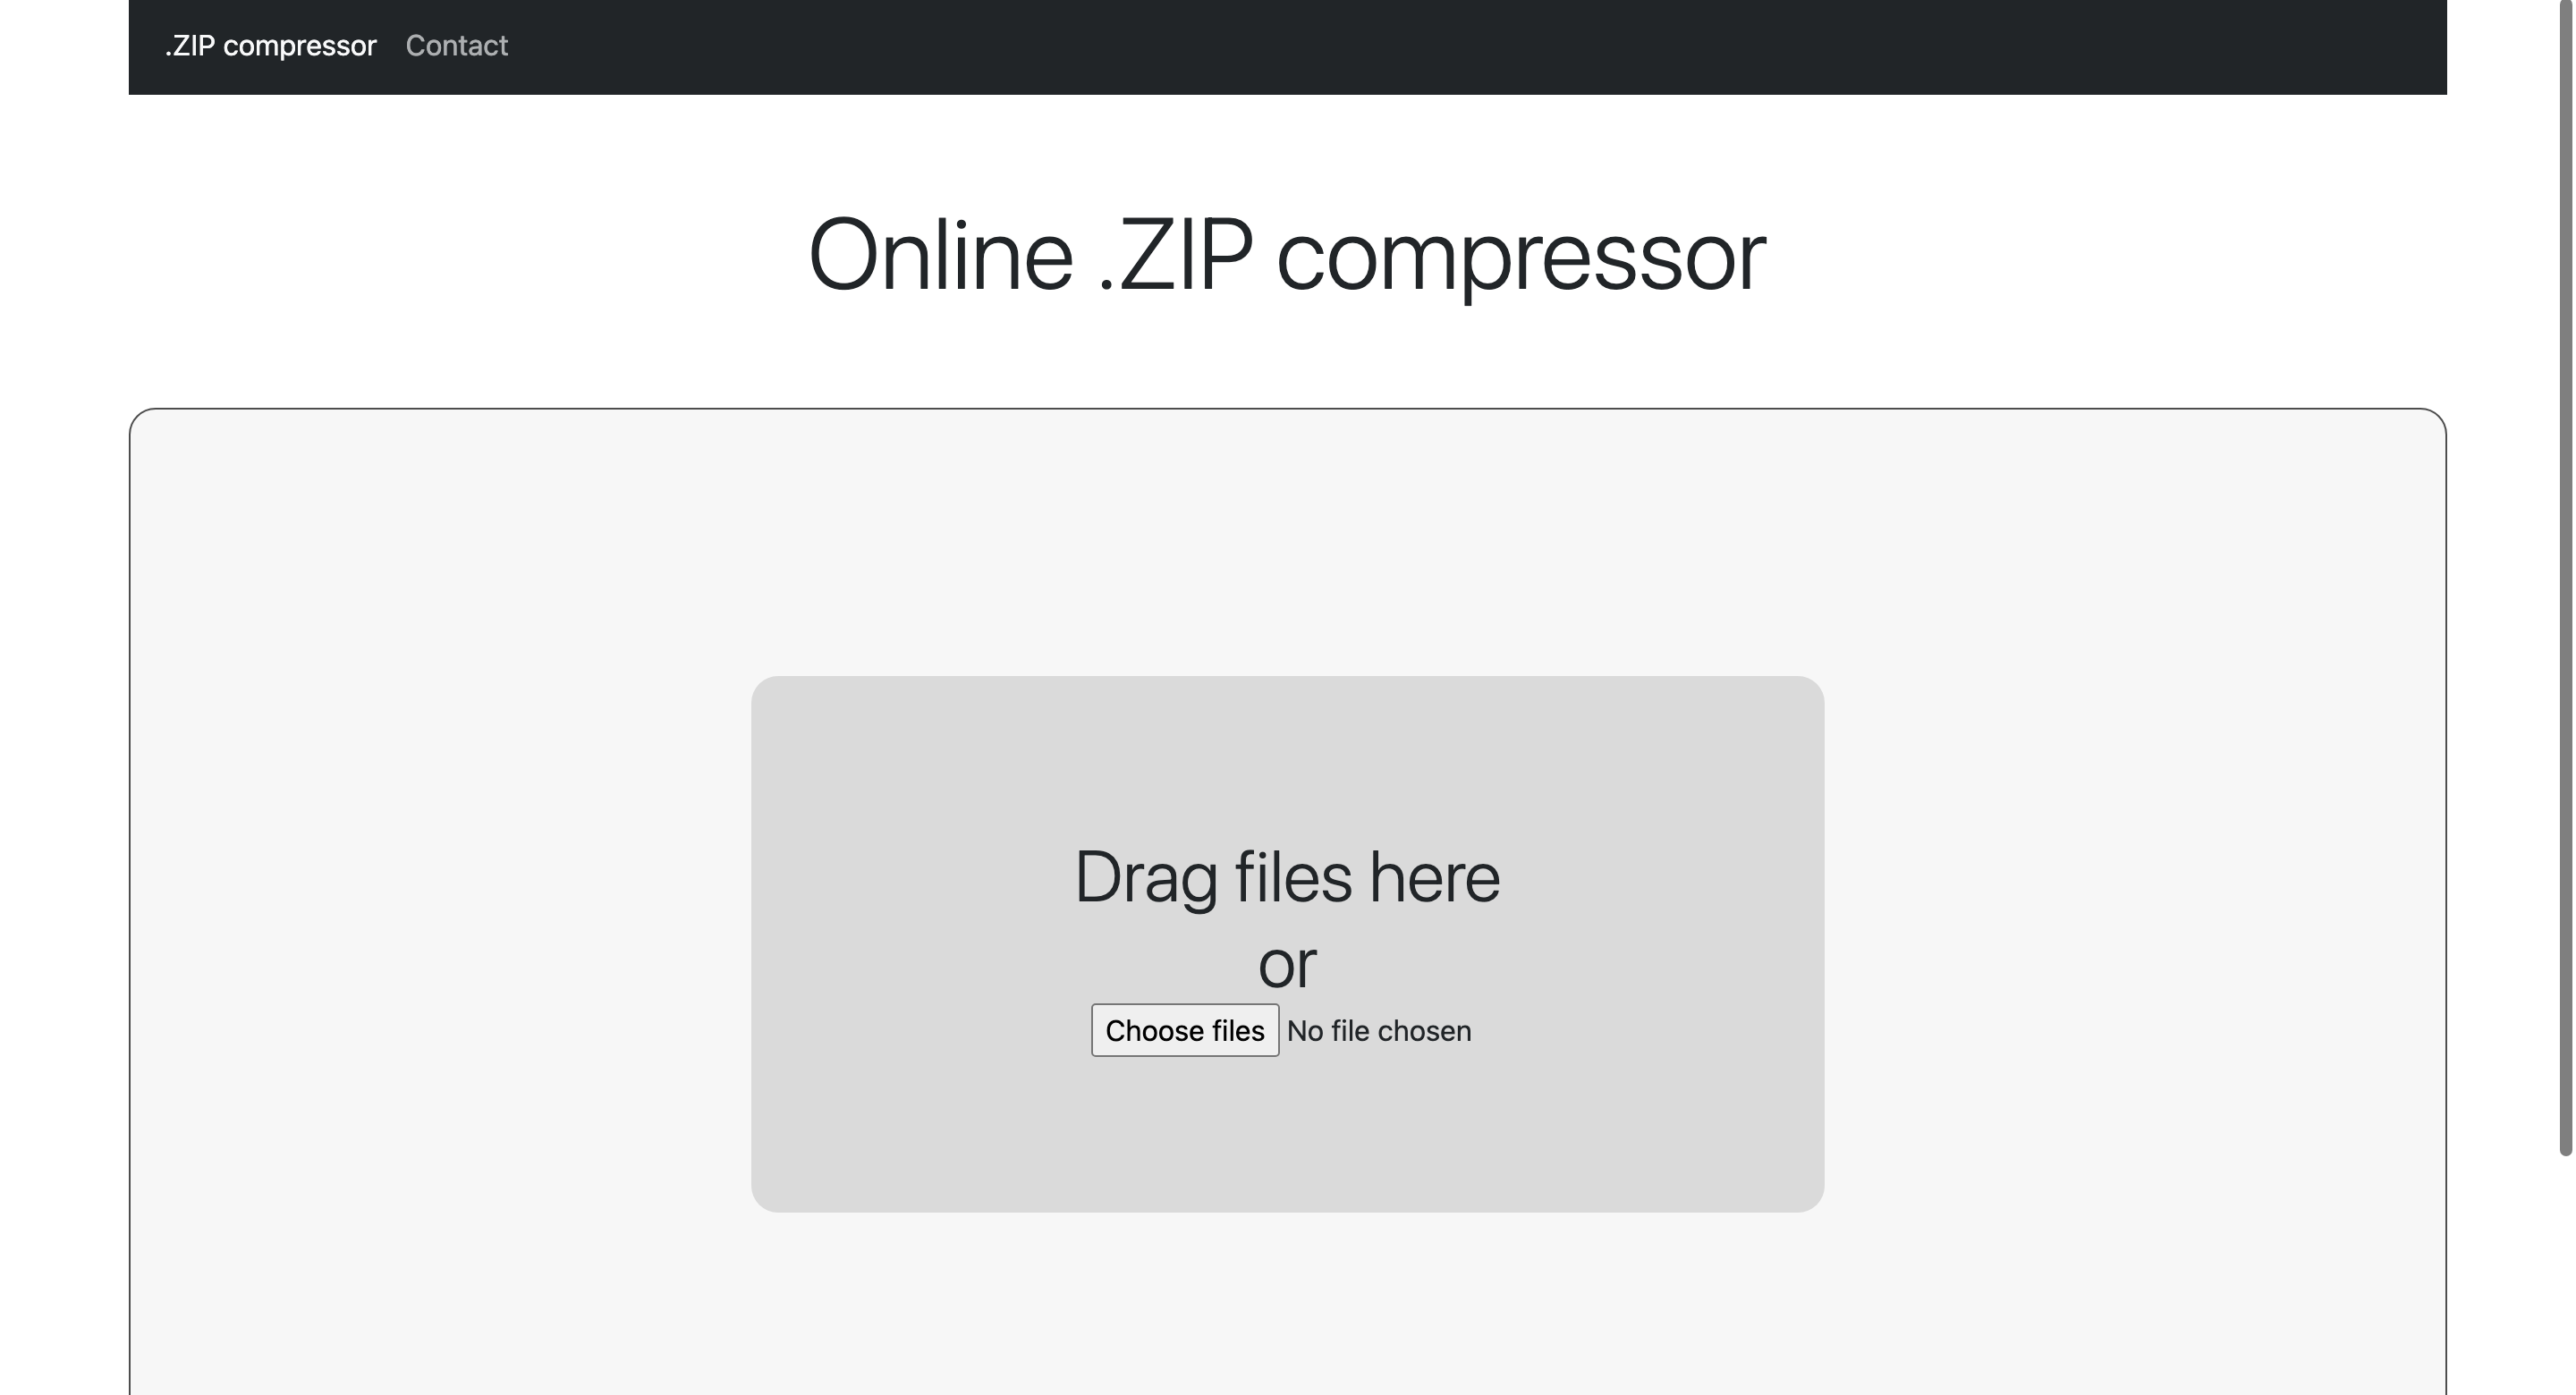 .ZIP compressor Contact
Online .ZIP compressor
Drag files here
or
Choose files No file chosen